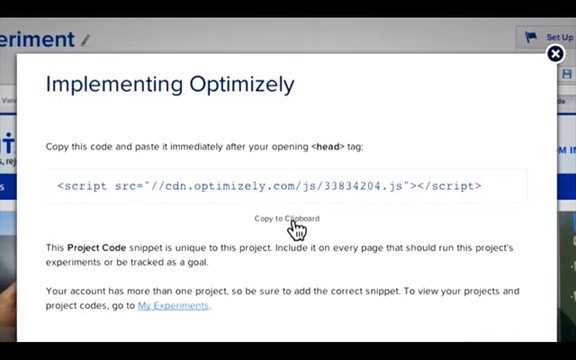 eriment
Set Up
Implementing Optimizely
Copy this code and paste it immediately after your opening <head> tag:
<script src="//cdn.optimizely.com/js/33834204.js"></script>
Copy to Clipboard
This Project Code snippet is unique to this project. Include it on every page that should run this project's
experiments or be tracked as a goal.
Your account has more than one project, so be sure to add the correct snippet. To view your projects and
project codes, go to My Experiments.